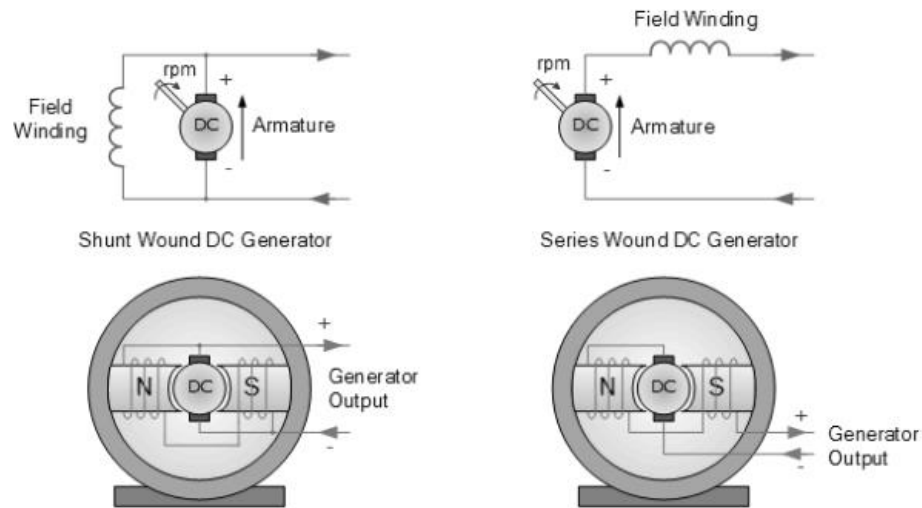 Field Winding
rpm
+
DC
Armature
-
Field
Winding
rpm
+
DC
Armature
-
Shunt Wound DC Generator
Series Wound DC Generator
+
N
DC
S
Generator
Output
-
N
DC
S
+
Generator
Output
-